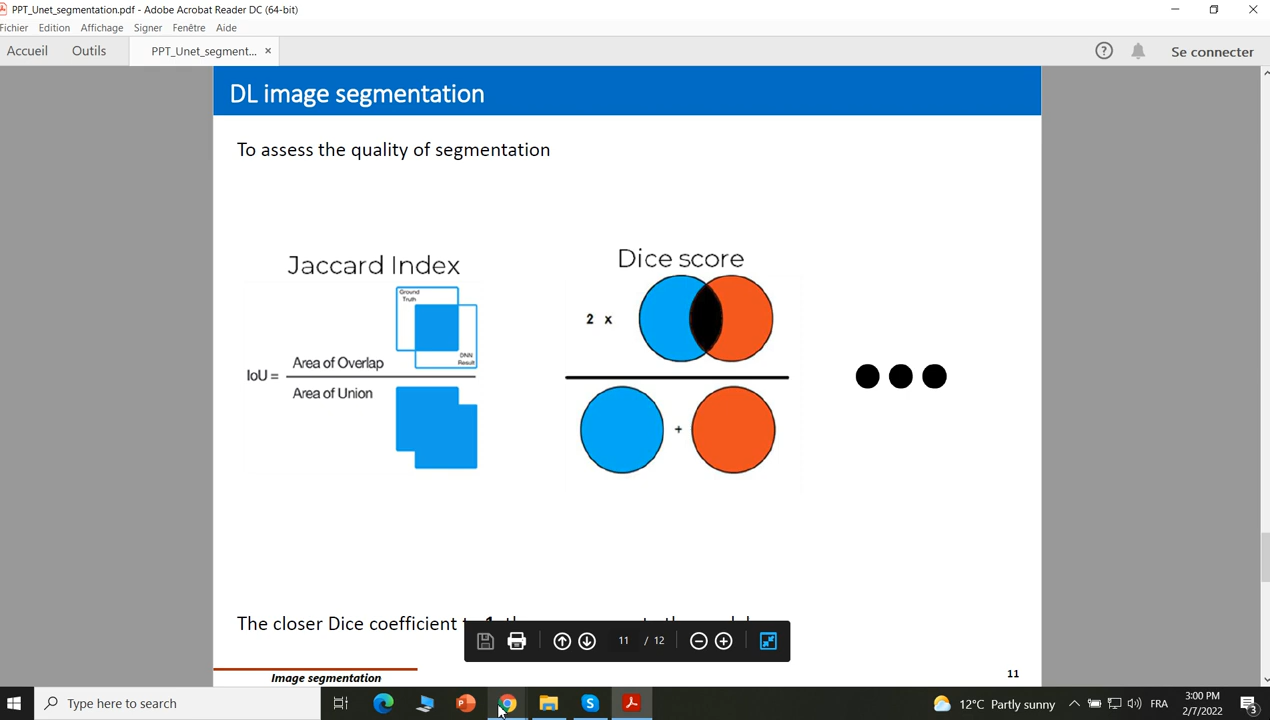 PPT_Unet_segmentation.pdf - Adobe Acrobat Reader DC (64-bit)
Fichier Edition Affichage Signer Fenêtre Aide
Accueil Outils PPT_Unet_segment... × Se connecter
DL image segmentation
To assess the quality of segmentation
Jaccard Index
Ground
Truth
DNN
Result
IoU =
Area of Overlap
Area of Union
Dice score
2 x
+
The closer Dice coefficient
11 / 12
Image segmentation
11
Type here to search
12°C Partly sunny
FRA
3:00 PM
2/7/2022
3